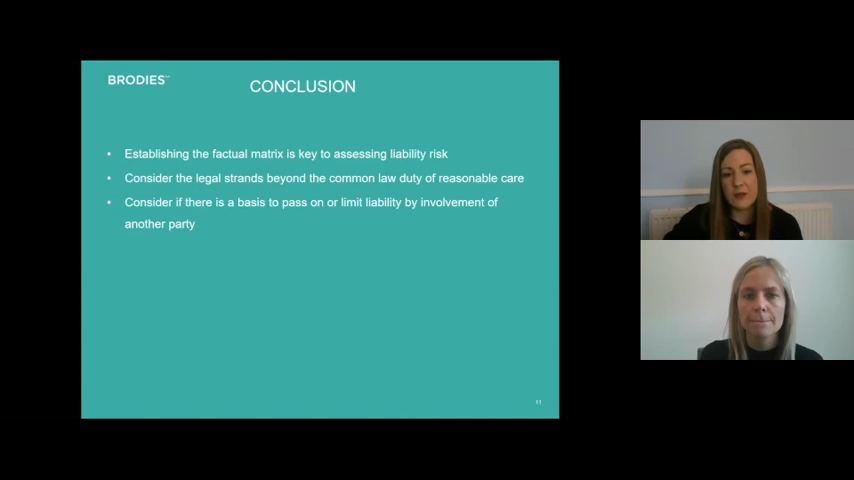 BRODIES
CONCLUSION
• Establishing the factual matrix is key to assessing liability risk
• Consider the legal strands beyond the common law duty of reasonable care
• Consider if there is a basis to pass on or limit liability by involvement of
another party
11